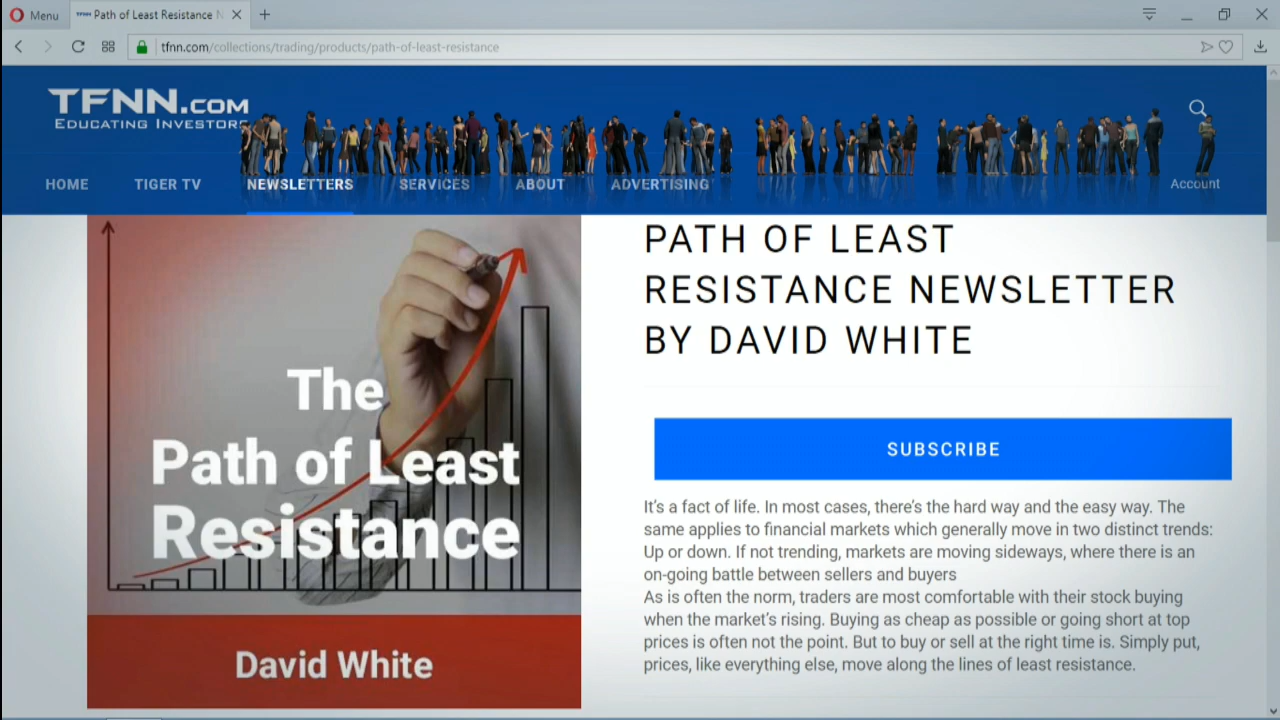 Menu
Path of Least Resistance N
tfnn.com/collections/trading/products/path-of-least-resistance
TFNN.COM
EDUCATING INVESTORS
HOME TIGER TV NEWSLETTERS SERVICES ABOUT ADVERTISING
Account
The
Path of Least
Resistance
David White
PATH OF LEAST
RESISTANCE NEWSLETTER
BY DAVID WHITE
SUBSCRIBE
It's a fact of life. In most cases, there's the hard way and the easy way. The
same applies to financial markets which generally move in two distinct trends:
Up or down. If not trending, markets are moving sideways, where there is an
on-going battle between sellers and buyers
As is often the norm, traders are most comfortable with their stock buying
when the market's rising. Buying as cheap as possible or going short at top
prices is often not the point. But to buy or sell at the right time is. Simply put,
prices, like everything else, move along the lines of least resistance.